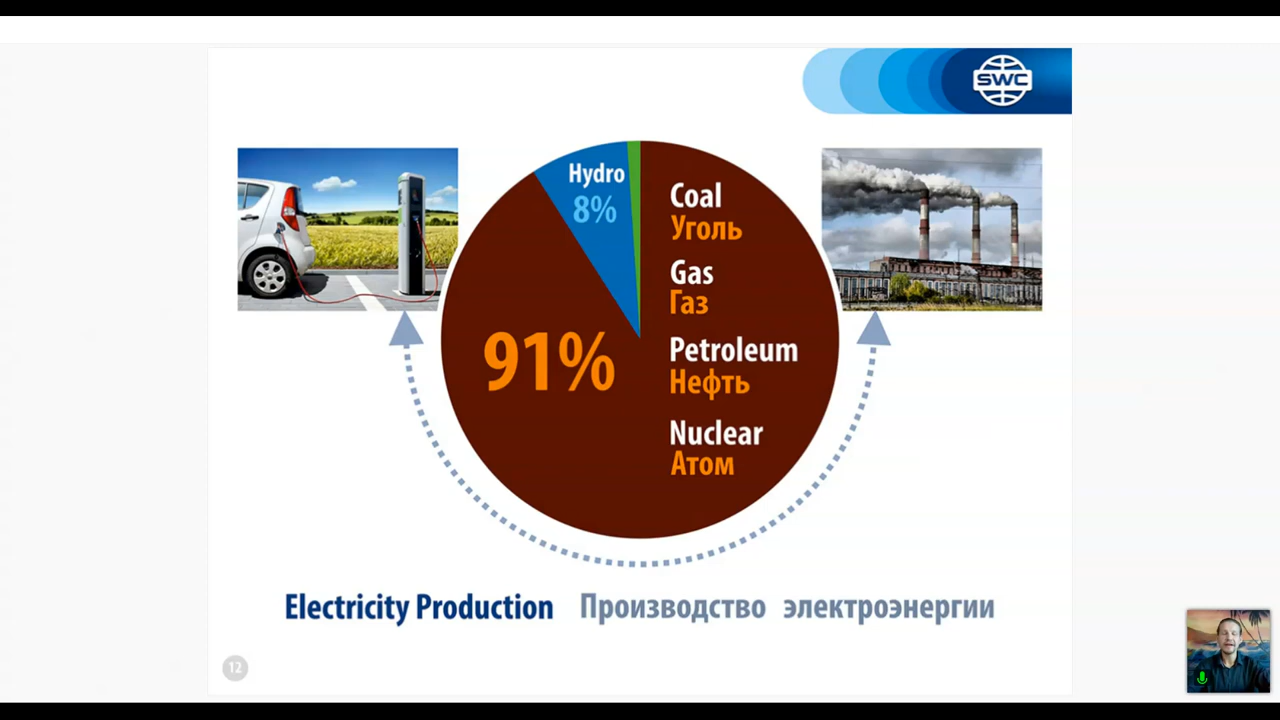 SWC
Hydro
8%
91%
Coal
Уголь
Gas
Газ
Petroleum
Нефть
Nuclear
Атом
Electricity Production Производство электроэнергии
12